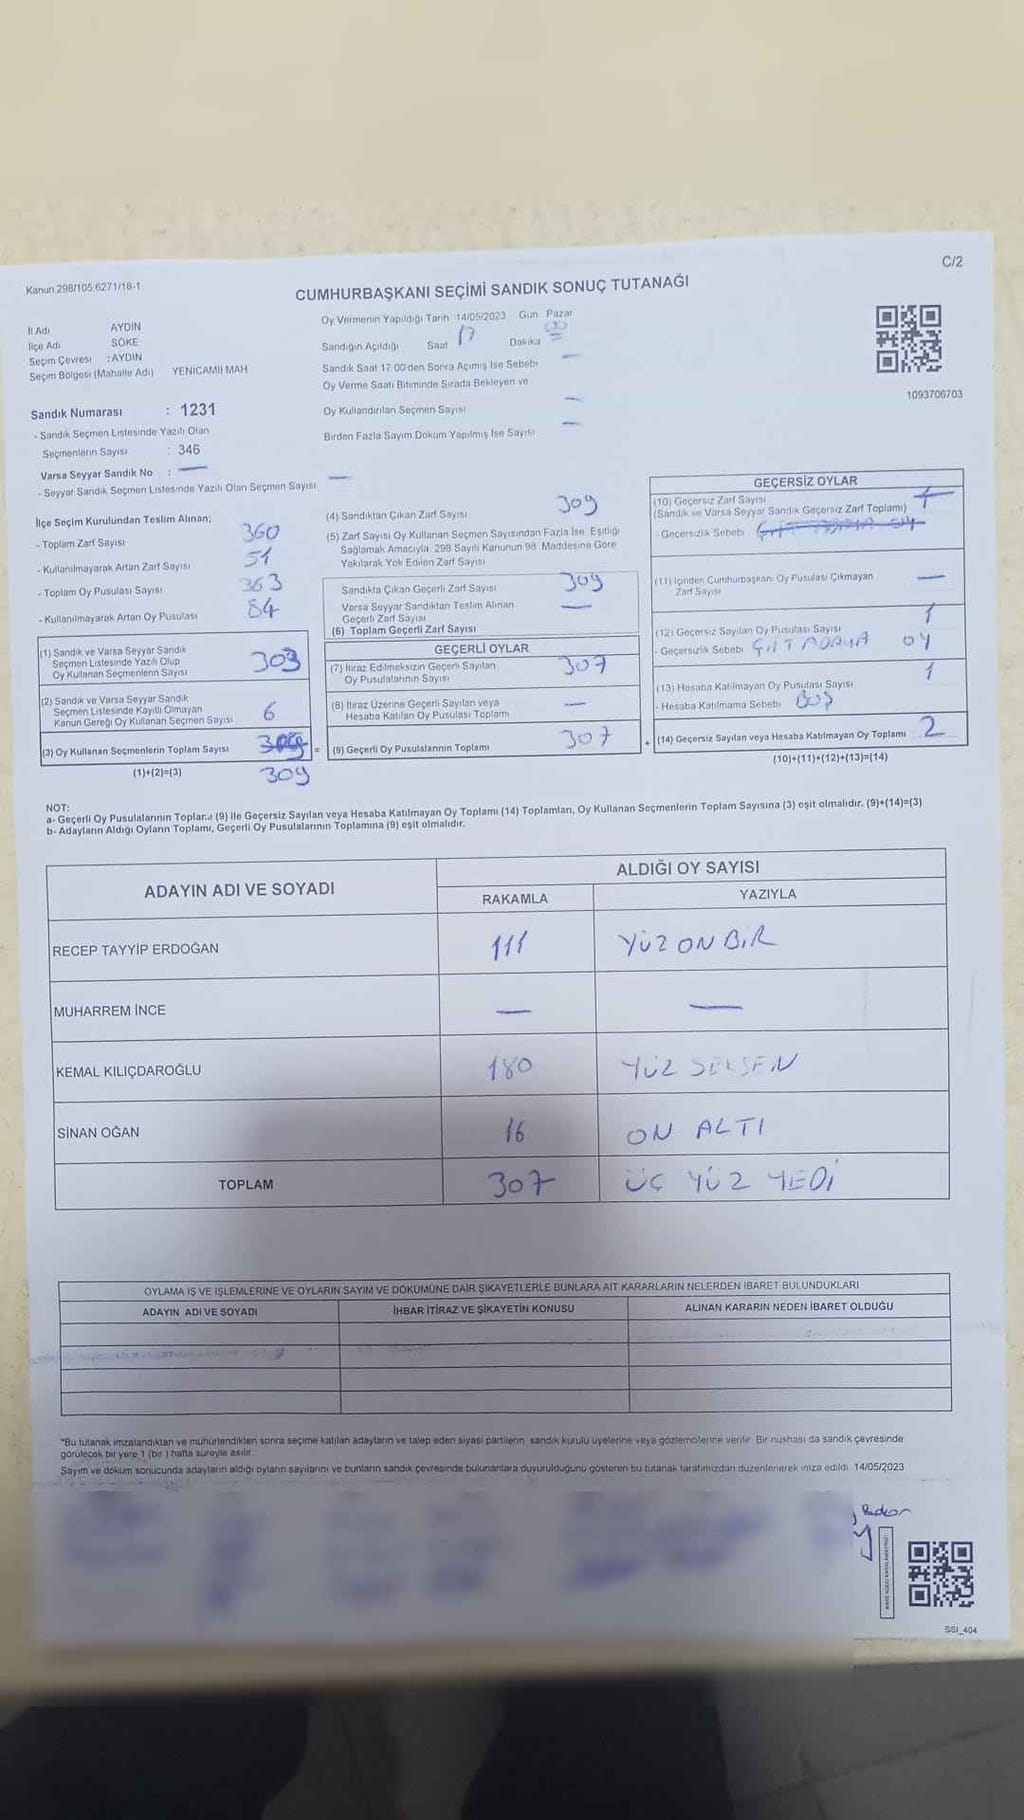 C/2
Kanun 298/105,6271/18-1
CUMHURBAŞKANI SEÇİMİ SANDIK SONUÇ TUTANAĞI
İl Adı AYDIN
İlçe Adı SÖKE
Seçim Çevresi : AYDIN
Seçim Bölgesi (Mahalle Adı) YENİCAMİİ MAH
Sandık Numarası : 1231
- Sandık Seçmen Listesinde Yazılı Olan
Seçmenlerin Sayısı : 346
Varsa Seyyar Sandık No : —
- Seyyar Sandık Seçmen Listesinde Yazılı Olan Seçmen Sayısı —
Oy Vermenin Yapıldığı Tarih 14/05/2023 Gün Pazar
Sandığın Açıldığı Saat 17 Dakika 00
Sandık Saat 17:00'den Sonra Açımış İse Sebebi —
Oy Verme Saati Bitiminde Sırada Bekleyen ve
Oy Kullandırılan Seçmen Sayısı —
Birden Fazla Sayım Döküm Yapılmış İse Sayısı —
1093706703
İlçe Seçim Kurulundan Teslim Alınan;
- Toplam Zarf Sayısı 360
- Kullanılmayarak Artan Zarf Sayısı 51
- Toplam Oy Pusulası Sayısı 363
- Kullanılmayarak Artan Oy Pusulası 54
(1) Sandık ve Varsa Seyyar Sandık
Seçmen Listesinde Yazılı Olup
Oy Kullanan Seçmenlerin Sayısı 303
(2) Sandık ve Varsa Seyyar Sandık
Seçmen Listesinde Kayıtlı Olmayan
Kanun Gereği Oy Kullanan Seçmen Sayısı 6
(3) Oy Kullanan Seçmenlerin Toplam Sayısı =
(1)+(2)=(3) 309
(4) Sandıktan Çıkan Zarf Sayısı 309
(5) Zarf Sayısı Oy Kullanan Seçmen Sayısından Fazla İse, Eşitliği
Sağlamak Amacıyla, 298 Sayılı Kanunun 98. Maddesine Göre
Yakılarak Yok Edilen Zarf Sayısı
Sandıkta Çıkan Geçerli Zarf Sayısı 309
Varsa Seyyar Sandıktan Teslim Alınan
Geçerli Zarf Sayısı —
(6) Toplam Geçerli Zarf Sayısı
GEÇERLİ OYLAR
(7) İtiraz Edilmeksizin Geçerli Sayılan
Oy Pusulalarının Sayısı 307
(8) İtiraz Üzerine Geçerli Sayılan veya
Hesaba Katılan Oy Pusulası Toplamı —
(9) Geçerli Oy Pusulalarının Toplamı 307 +
GEÇERSİZ OYLAR
(10) Geçersiz Zarf Sayısı
(Sandık ve Varsa Seyyar Sandık Geçersiz Zarf Toplamı)
- Geçersizlik Sebebi
(11) İçinden Cumhurbaşkanı Oy Pusulası Çıkmayan
Zarf Sayısı —
(12) Geçersiz Sayılan Oy Pusulası Sayısı 1
- Geçersizlik Sebebi ÇİFT ADAYA OY
(13) Hesaba Katılmayan Oy Pusulası Sayısı 1
- Hesaba Katılmama Sebebi BOŞ
(14) Geçersiz Sayılan veya Hesaba Katılmayan Oy Toplamı 2
(10)+(11)+(12)+(13)=(14)
NOT:
a- Geçerli Oy Pusulalarının Toplamı (9) ile Geçersiz Sayılan veya Hesaba Katılmayan Oy Toplamı (14) Toplamları, Oy Kullanan Seçmenlerin Toplam Sayısına (3) eşit olmalıdır. (9)+(14)=(3)
b- Adayların Aldığı Oyların Toplamı, Geçerli Oy Pusulalarının Toplamına (9) eşit olmalıdır.
ADAYIN ADI VE SOYADI ALDIĞI OY SAYISI
RAKAMLA YAZIYLA
RECEP TAYYİP ERDOĞAN 111 YÜZ ON BİR
MUHARREM İNCE — —
KEMAL KILIÇDAROĞLU 180 YÜZ SEKSEN
SİNAN OĞAN 16 ON ALTI
TOPLAM 307 ÜÇ YÜZ YEDİ
OYLAMA İŞ VE İŞLEMLERİNE VE OYLARIN SAYIM VE DÖKÜMÜNE DAİR ŞİKAYETLERLE BUNLARA AİT KARARLARIN NELERDEN İBARET BULUNDUKLARI
ADAYIN ADI VE SOYADI İHBAR İTİRAZ VE ŞİKAYETİN KONUSU ALINAN KARARIN NEDEN İBARET OLDUĞU
*Bu tutanak imzalandıktan ve mühürlendikten sonra seçime katılan adayların ve talep eden siyasi partilerin sandık kurulu üyelerine veya gözlemcilerine verilir. Bir nüshası da sandık çevresinde
görülecek bir yere 1 (bir) hafta süreyle asılır.
Sayım ve döküm sonucunda adayların aldığı oyların sayılarını ve bunların sandık çevresinde bulunanlara duyurulduğunu gösteren bu tutanak tarafımızdan düzenlenerek imza edildi. 14/05/2023
SSI_404